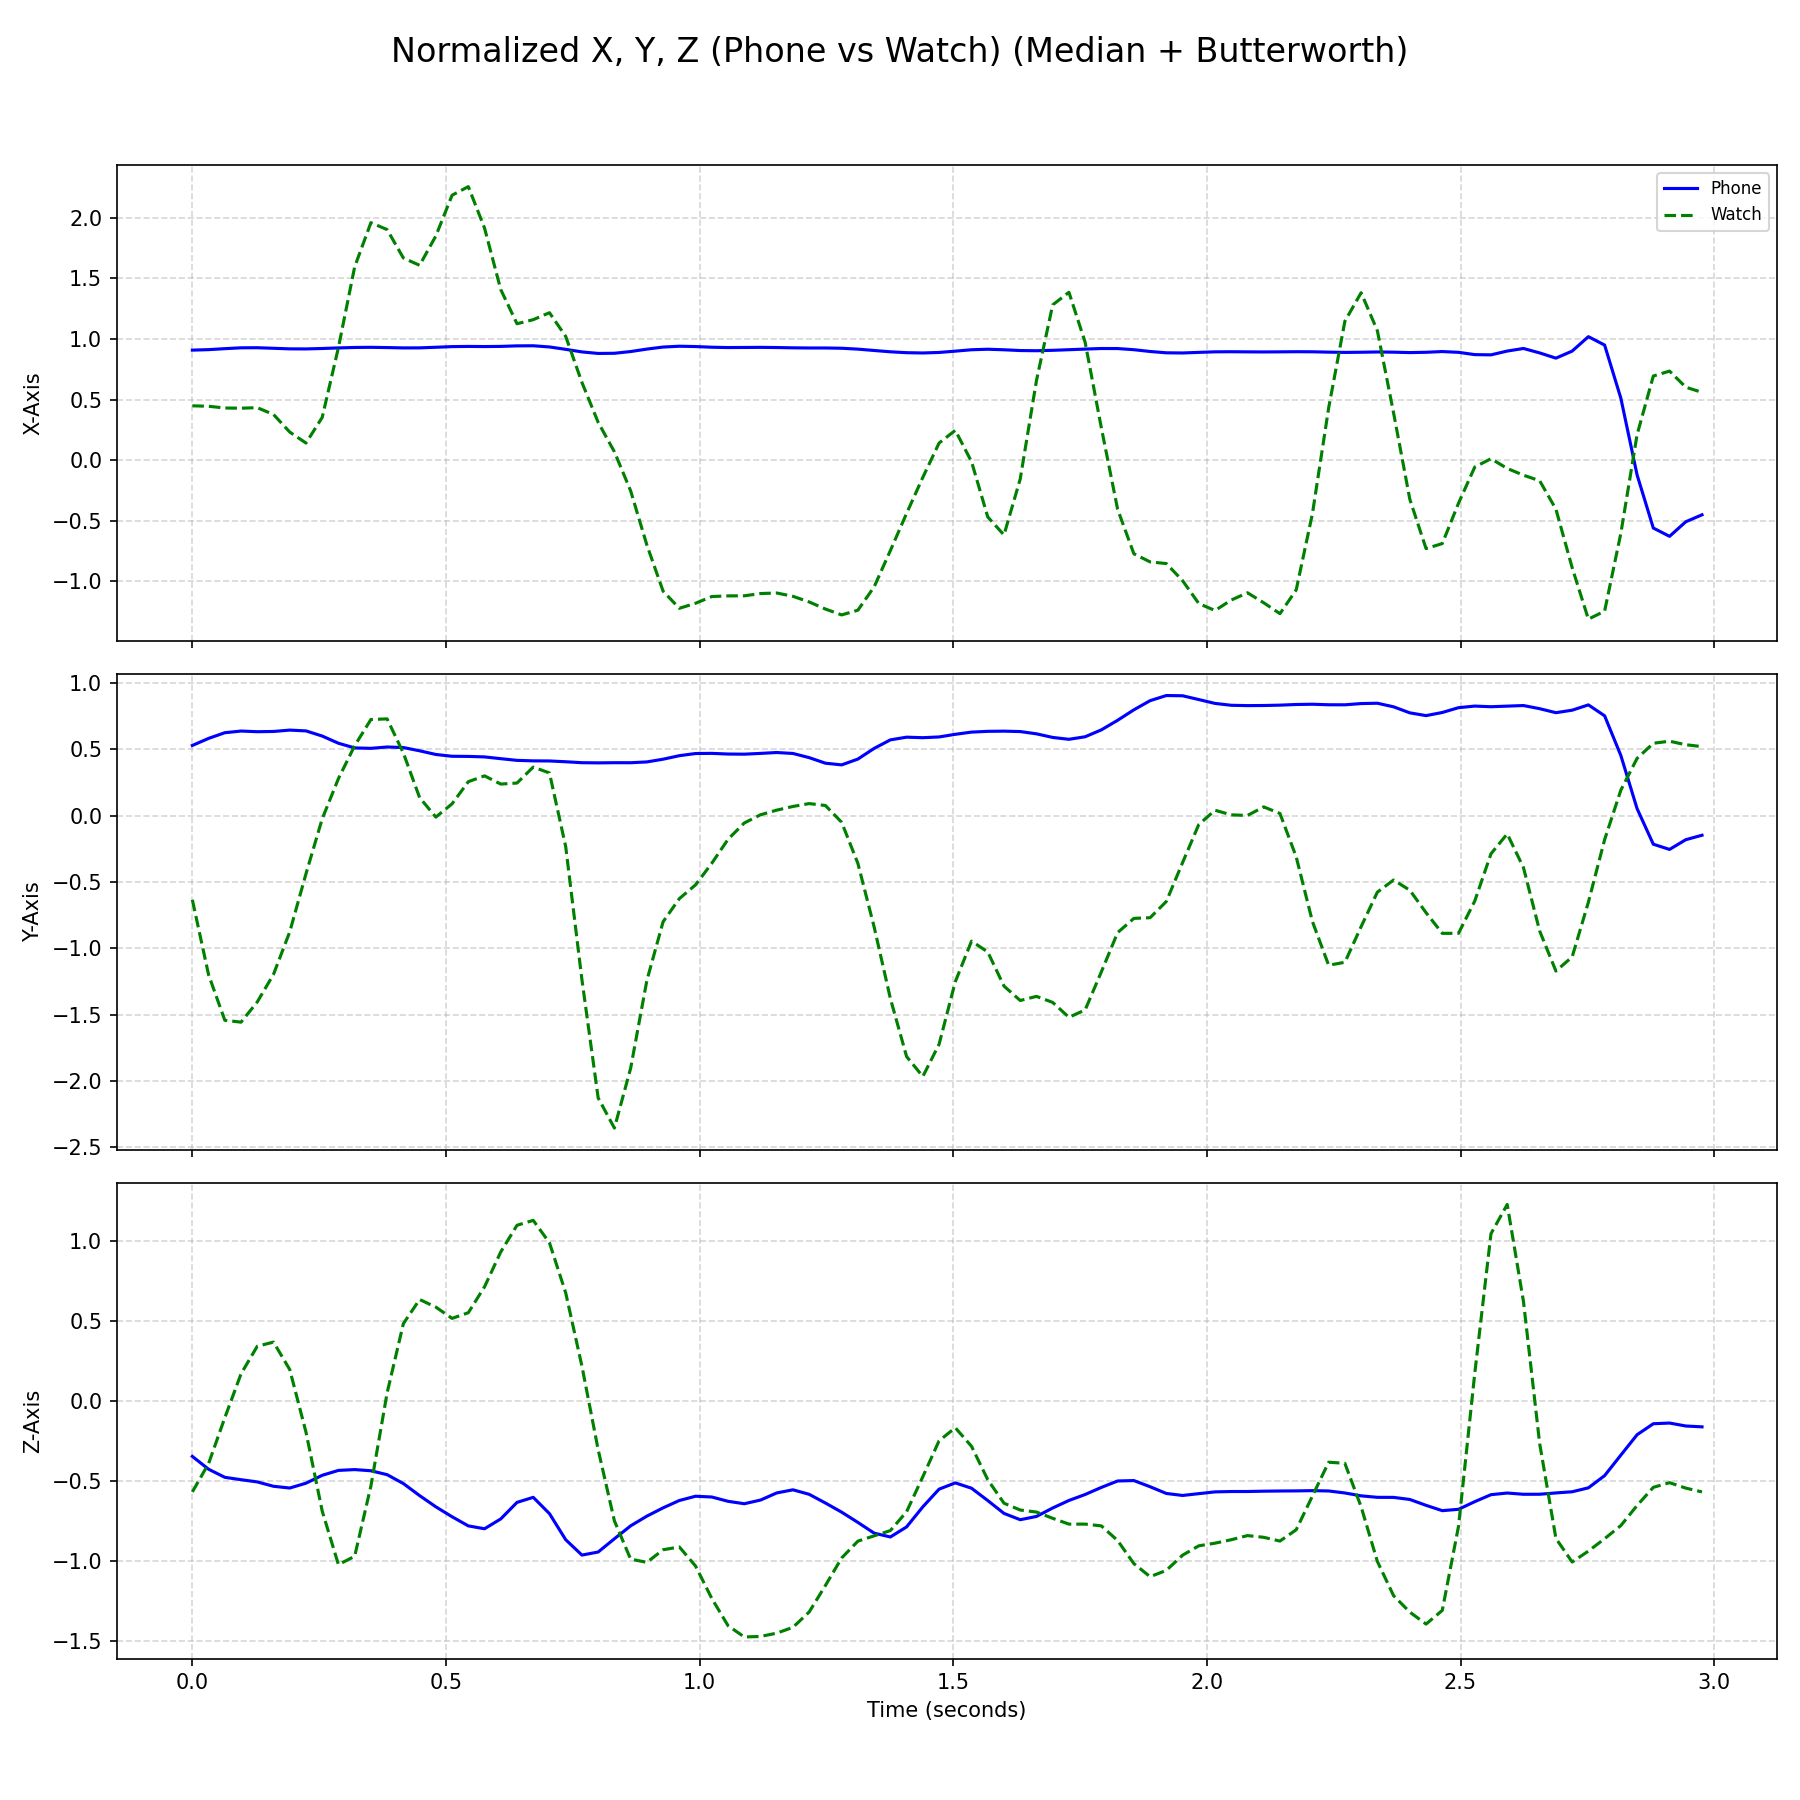 Normalized X, Y, Z (Phone vs Watch) (Median + Butterworth)
Phone
Watch
2.0
1.5
1.0
0.5
0.0
−0.5
−1.0
X-Axis
1.0
0.5
0.0
−0.5
−1.0
−1.5
−2.0
−2.5
Y-Axis
1.0
0.5
0.0
−0.5
−1.0
−1.5
Z-Axis
0.0 0.5 1.0 1.5 2.0 2.5 3.0
Time (seconds)